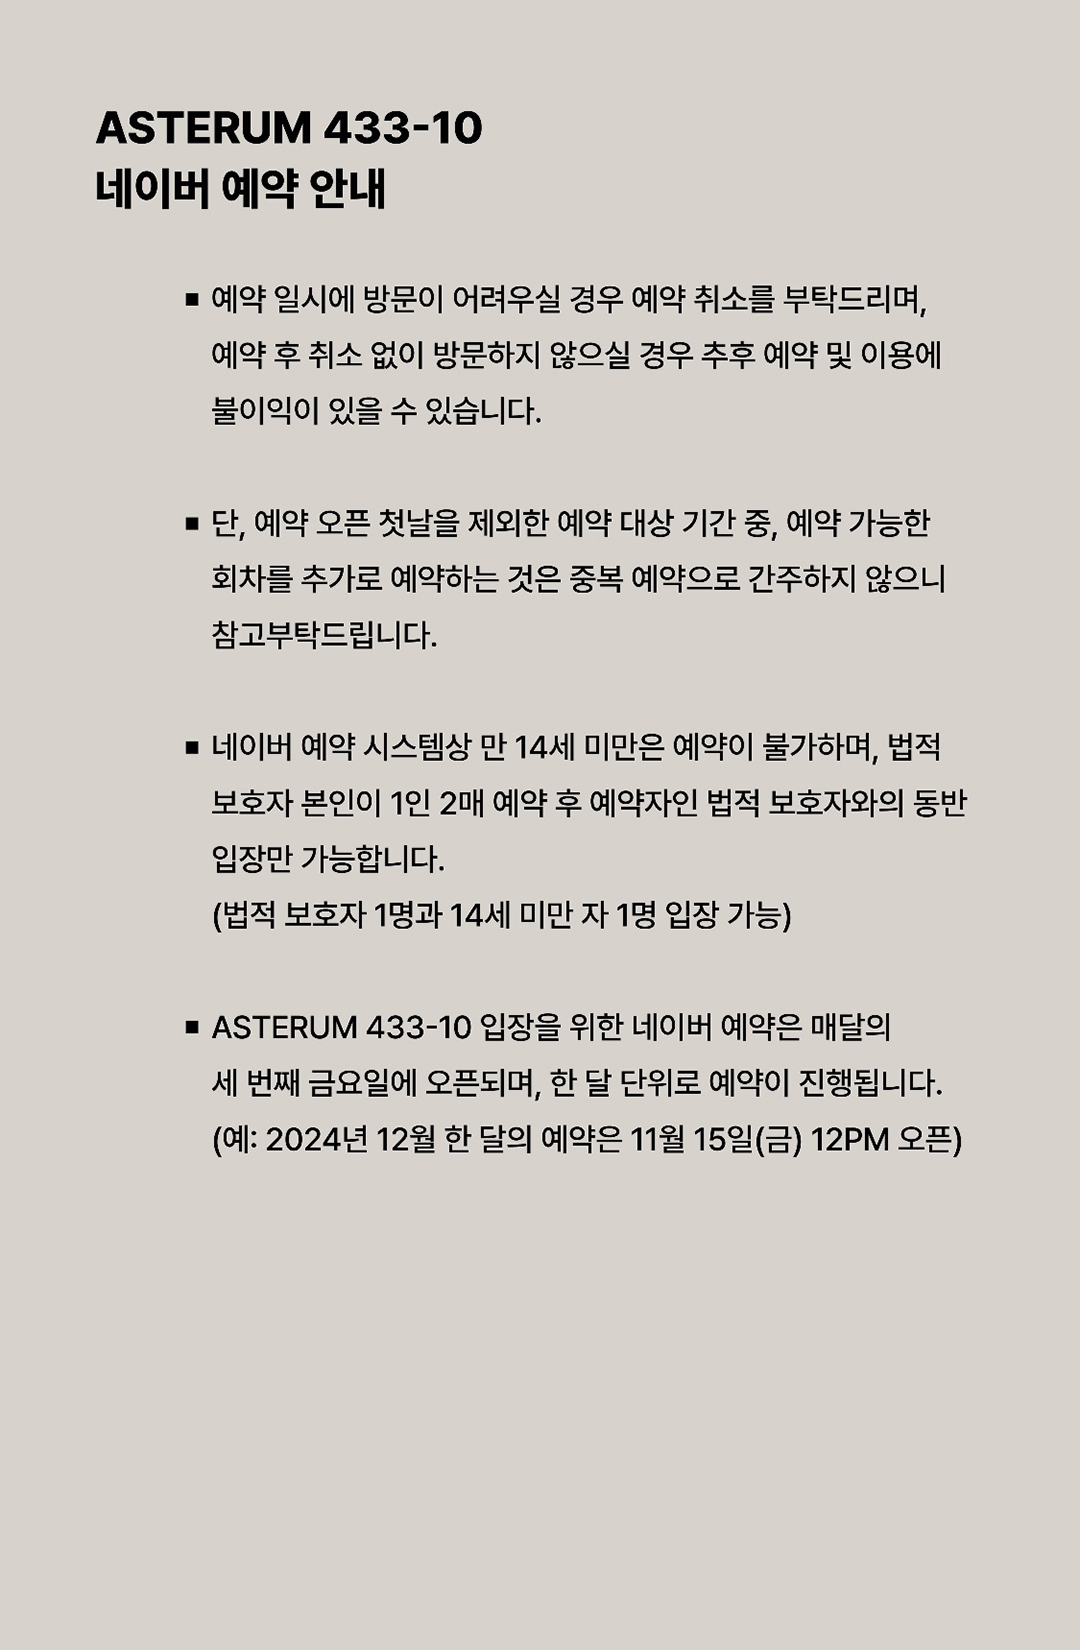 ASTERUM 433-10
네이버 예약 안내
▪ 예약 일시에 방문이 어려우실 경우 예약 취소를 부탁드리며,
예약 후 취소 없이 방문하지 않으실 경우 추후 예약 및 이용에
불이익이 있을 수 있습니다.
▪ 단, 예약 오픈 첫날을 제외한 예약 대상 기간 중, 예약 가능한
회차를 추가로 예약하는 것은 중복 예약으로 간주하지 않으니
참고부탁드립니다.
▪ 네이버 예약 시스템상 만 14세 미만은 예약이 불가하며, 법적
보호자 본인이 1인 2매 예약 후 예약자인 법적 보호자와의 동반
입장만 가능합니다.
(법적 보호자 1명과 14세 미만 자 1명 입장 가능)
▪ ASTERUM 433-10 입장을 위한 네이버 예약은 매달의
세 번째 금요일에 오픈되며, 한 달 단위로 예약이 진행됩니다.
(예: 2024년 12월 한 달의 예약은 11월 15일(금) 12PM 오픈)